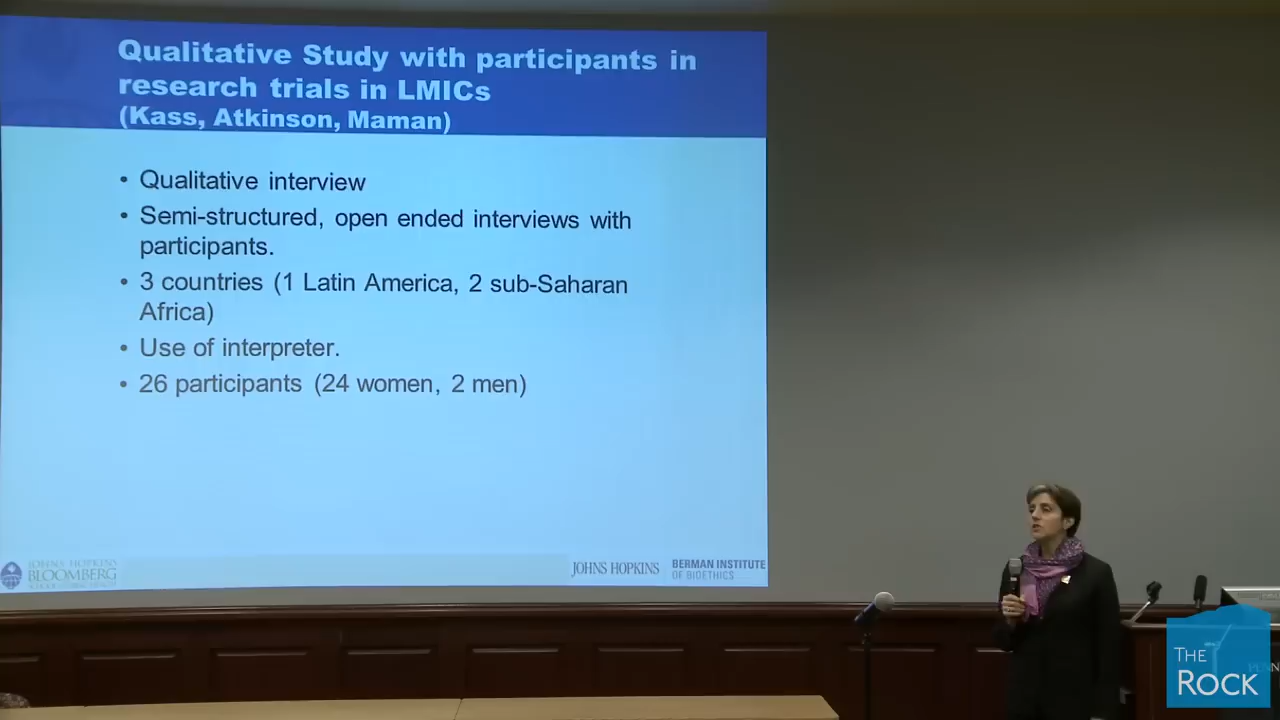 Qualitative Study with participants in
research trials in LMICs
(Kass, Atkinson, Maman)
• Qualitative interview
• Semi-structured, open ended interviews with
participants.
• 3 countries (1 Latin America, 2 sub-Saharan
Africa)
• Use of interpreter.
• 26 participants (24 women, 2 men)
JOHNS HOPKINS
BLOOMBERG
JOHNS HOPKINS
BERMAN INSTITUTE
OF BIOETHICS
THE
ROCK